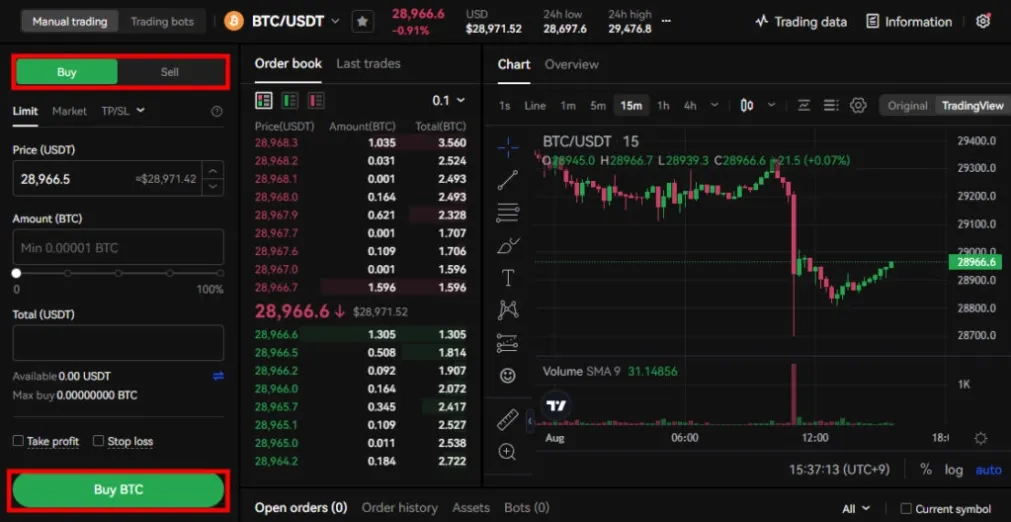 Manual trading Trading bots
BTC/USDT
28,966.6
-0.91%
USD
$28,971.52
24h low
28,697.6
24h high
29,476.8
Trading data
Information
Buy Sell
Limit Market TP/SL
Price (USDT)
28,966.5 ≈$28,971.42
Amount (BTC)
Min 0.00001 BTC
0 100%
Total (USDT)
Available 0.00 USDT
Max buy 0.00000000 BTC
Take profit Stop loss
Buy BTC
Order book Last trades
0.1
Price(USDT) Amount(BTC) Total(BTC)
28,968.3 1.035 3.560
28,968.2 0.031 2.524
28,968.1 0.001 2.493
28,968.0 0.164 2.493
28,967.9 0.621 2.328
28,967.7 0.001 1.707
28,967.6 0.109 1.706
28,967.0 0.001 1.596
28,966.7 1.596 1.596
28,966.6↓ $28,971.52
28,966.6 1.305 1.305
28,966.5 0.508 1.814
28,966.2 0.092 1.907
28,966.0 0.164 2.072
28,965.7 0.345 2.417
28,965.1 0.109 2.527
28,965.0 0.011 2.538
28,964.2 0.184 2.722
Chart Overview
1s Line 1m 5m 15m 1h 4h
Original TradingView
BTC/USDT · 15
O28945.0 H28966.7 L28939.3 C28966.6 +21.5 (+0.07%)
29400.0
29300.0
29200.0
29100.0
29000.0
28966.6
28900.0
28800.0
28700.0
Volume SMA 9 31.14856
1K
Aug 06:00 12:00
15:37:13 (UTC+9) % log auto
Open orders (0) Order history Assets Bots (0)
All Current symbol